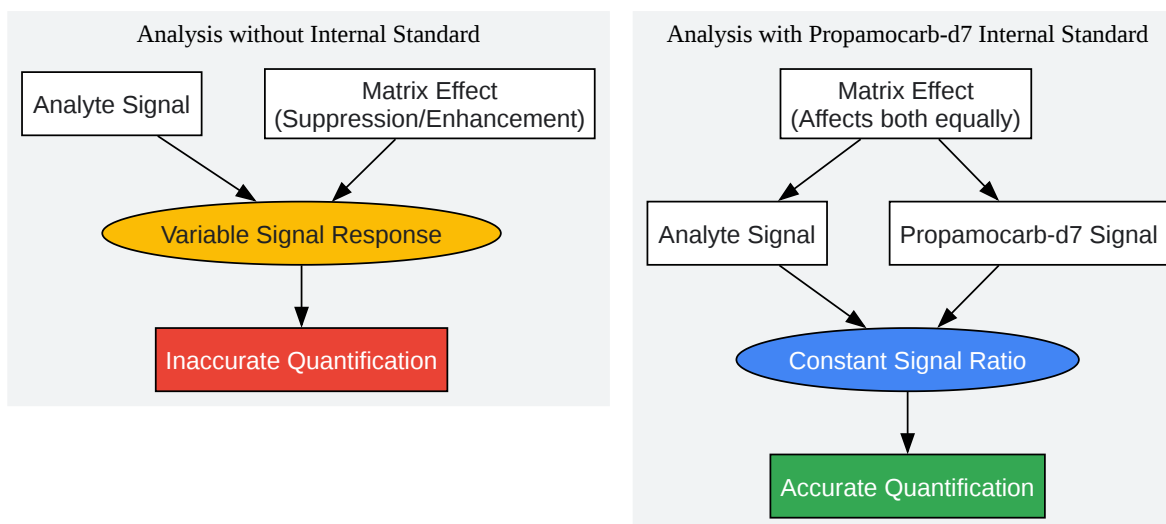 Analysis without Internal Standard
Analyte Signal
Matrix Effect
(Suppression/Enhancement)
Variable Signal Response
Inaccurate Quantification
Analysis with Propamocarb-d7 Internal Standard
Matrix Effect
(Affects both equally)
Analyte Signal
Propamocarb-d7 Signal
Constant Signal Ratio
Accurate Quantification